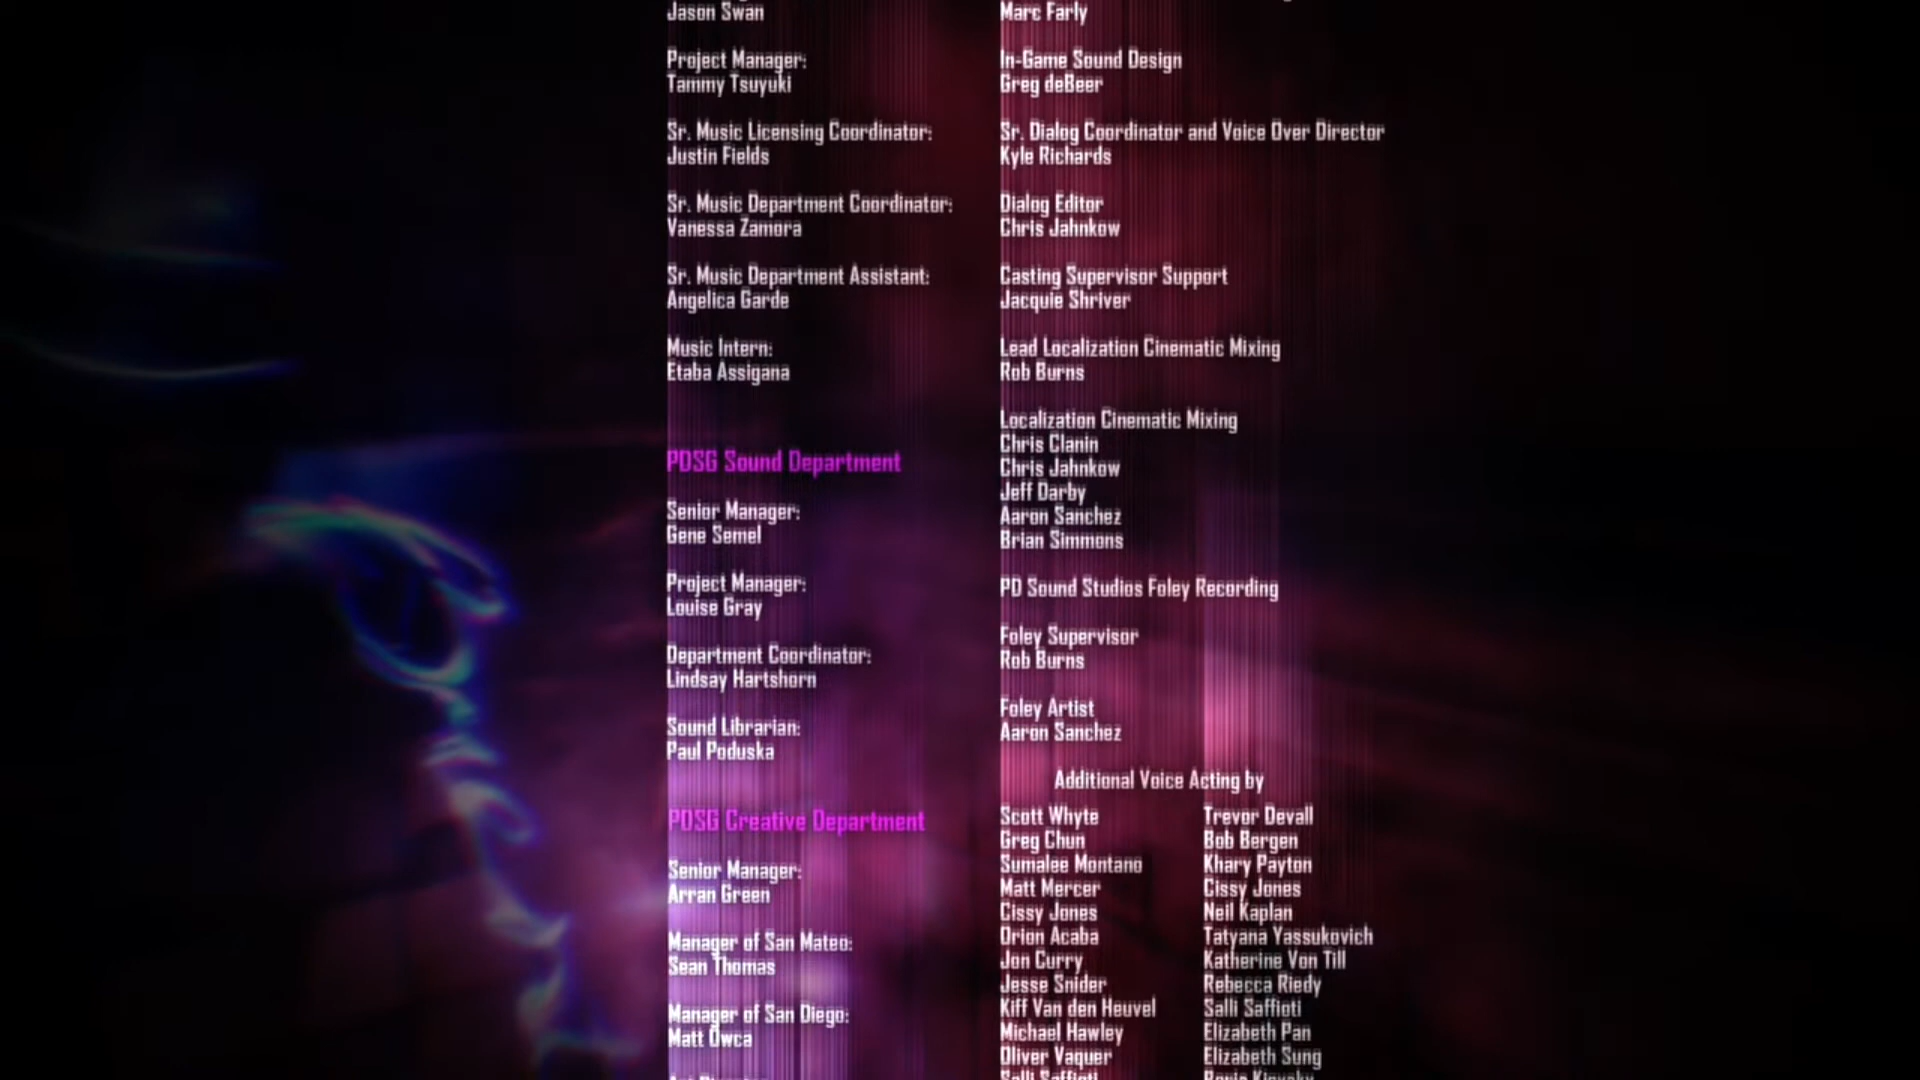 Jason Swan
Project Manager:
Tammy Tsuyuki
Sr. Music Licensing Coordinator:
Justin Fields
Sr. Music Department Coordinator:
Vanessa Zamora
Sr. Music Department Assistant:
Angelica Garde
Music Intern:
Etaba Assigana
PDSG Sound Department
Senior Manager:
Gene Semel
Project Manager:
Louise Gray
Department Coordinator:
Lindsay Hartshorn
Sound Librarian:
Paul Poduska
PDSG Creative Department
Senior Manager:
Arran Green
Manager of San Mateo:
Sean Thomas
Manager of San Diego:
Matt Owca
Marc Farly
In-Game Sound Design
Greg deBeer
Sr. Dialog Coordinator and Voice Over Director
Kyle Richards
Dialog Editor
Chris Jahnkow
Casting Supervisor Support
Jacquie Shriver
Lead Localization Cinematic Mixing
Rob Burns
Localization Cinematic Mixing
Chris Clanin
Chris Jahnkow
Jeff Darby
Aaron Sanchez
Brian Simmons
PD Sound Studios Foley Recording
Foley Supervisor
Rob Burns
Foley Artist
Aaron Sanchez
Additional Voice Acting by
Scott Whyte
Greg Chun
Sumalee Montano
Matt Mercer
Cissy Jones
Orion Acaba
Jon Curry
Jesse Snider
Kiff Van den Heuvel
Michael Hawley
Oliver Vaquer
Salli Saffioti
Trevor Devall
Bob Bergen
Khary Payton
Cissy Jones
Neil Kaplan
Tatyana Yassukovich
Katherine Von Till
Rebecca Riedy
Salli Saffioti
Elizabeth Pan
Elizabeth Sung